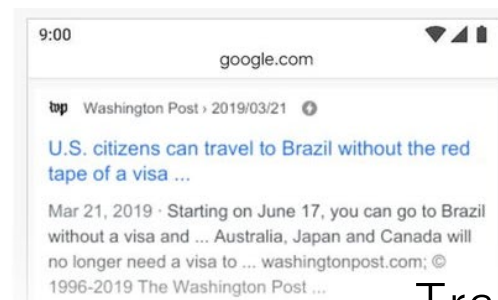 9:00
google.com
wp Washington Post › 2019/03/21
U.S. citizens can travel to Brazil without the red
tape of a visa ...
Mar 21, 2019 · Starting on June 17, you can go to Brazil
without a visa and ... Australia, Japan and Canada will
no longer need a visa to ... washingtonpost.com; ©
1996-2019 The Washington Post ...